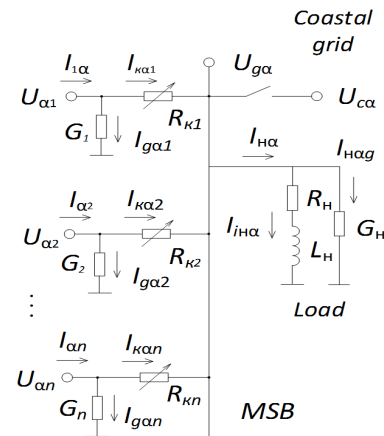 Coastal
grid
I1α Iкα1 Ugα
Uα1 Ucα
G1 Igα1 Rк1
Iнα Iнαg
Iα2 Iкα2 Rн
Uα2 Iiнα Gн
G2 Igα2 Rк2 Lн
Load
Iαn Iкαn
Uαn
Gn Igαn Rкn MSB